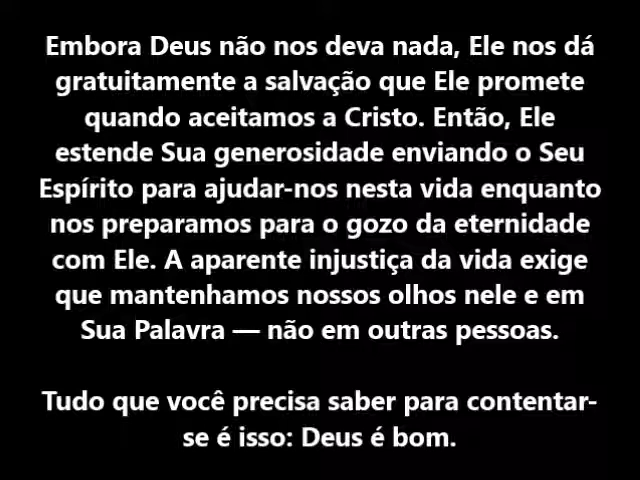 Embora Deus não nos deva nada, Ele nos dá
gratuitamente a salvação que Ele promete
quando aceitamos a Cristo. Então, Ele
estende Sua generosidade enviando o Seu
Espírito para ajudar-nos nesta vida enquanto
nos preparamos para o gozo da eternidade
com Ele. A aparente injustiça da vida exige
que mantenhamos nossos olhos nele e em
Sua Palavra — não em outras pessoas.
Tudo que você precisa saber para contentar-
se é isso: Deus é bom.